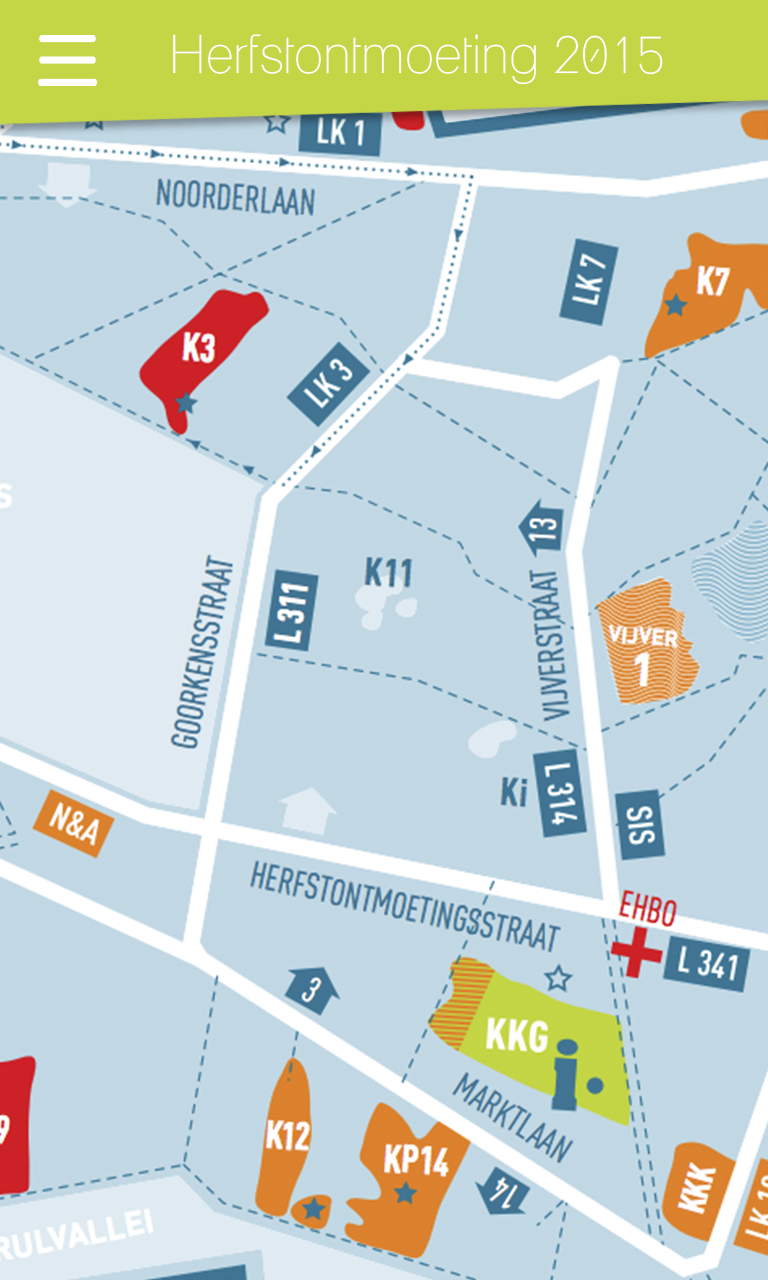 Herfstontmoeting 2015
LK 1
NOORDERLAAN
LK 7
K7
K3
LK 3
13
K11
L 311
GOORKENSSTRAAT
VIJVERSTRAAT
VIJVER
1
Ki
L 314
SIS
N&A
HERFSTONTMOETINGSSTRAAT
EHBO
L 341
3
KKG
i
MARKTLAAN
K12
KP14
14
KKK